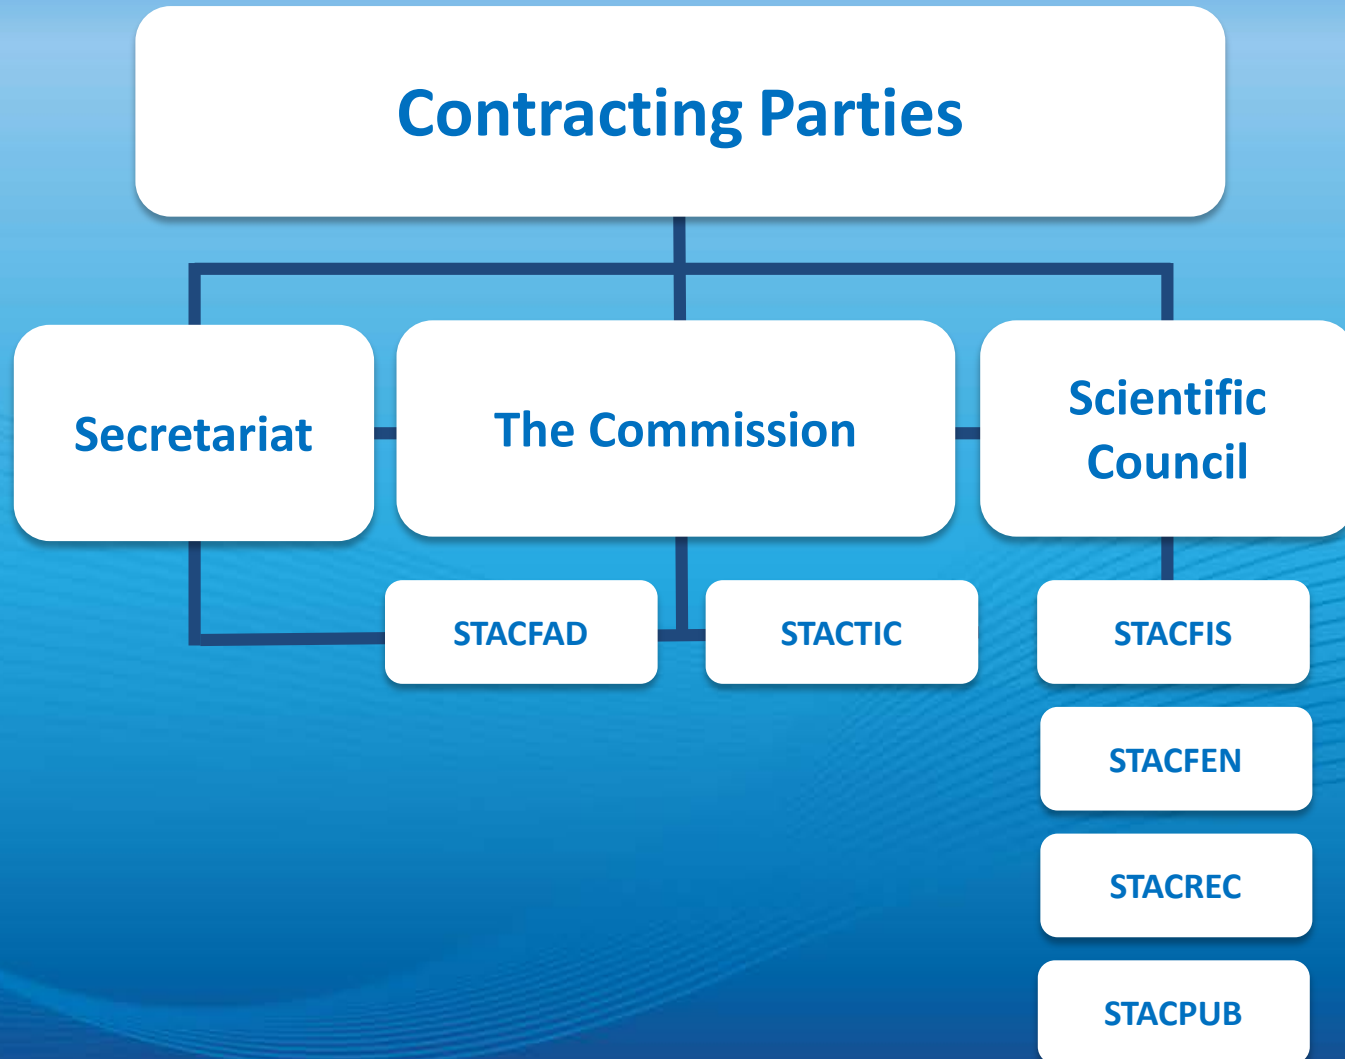 Contracting Parties
Secretariat
The Commission
Scientific
Council
STACFAD
STACTIC
STACFIS
STACFEN
STACREC
STACPUB